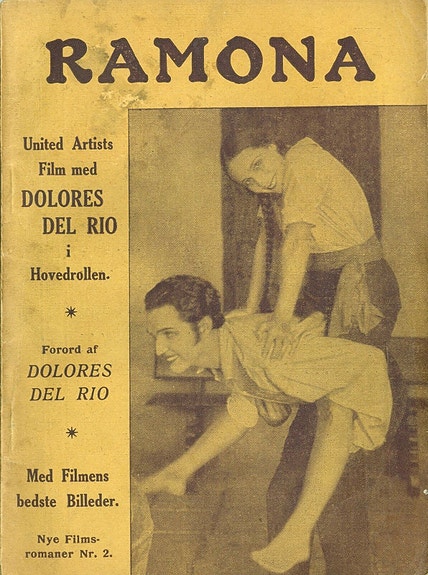 RAMONA
United Artists
Film med
DOLORES
DEL RIO
i
Hovedrollen.
*
Forord af
DOLORES
DEL RIO
*
Med Filmens
bedste Billeder.
Nye Films-
romaner Nr. 2.